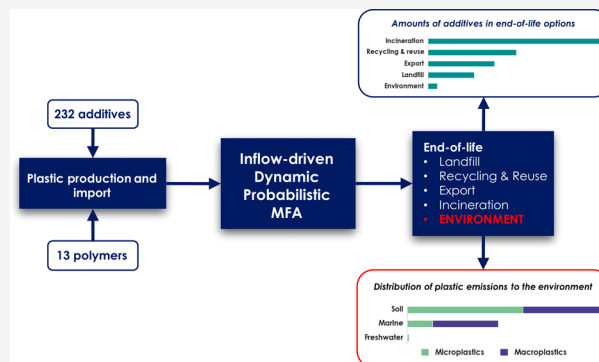 Amounts of additives in end-of-life options
Incineration
Recycling & reuse
Export
Landfill
Environment
232 additives
Plastic production and
import
13 polymers
Inflow-driven
Dynamic
Probabilistic
MFA
End-of-life
• Landfill
• Recycling & Reuse
• Export
• Incineration
• ENVIRONMENT
Distribution of plastic emissions to the environment
Soil
Marine
Freshwater
Microplastics
Macroplastics